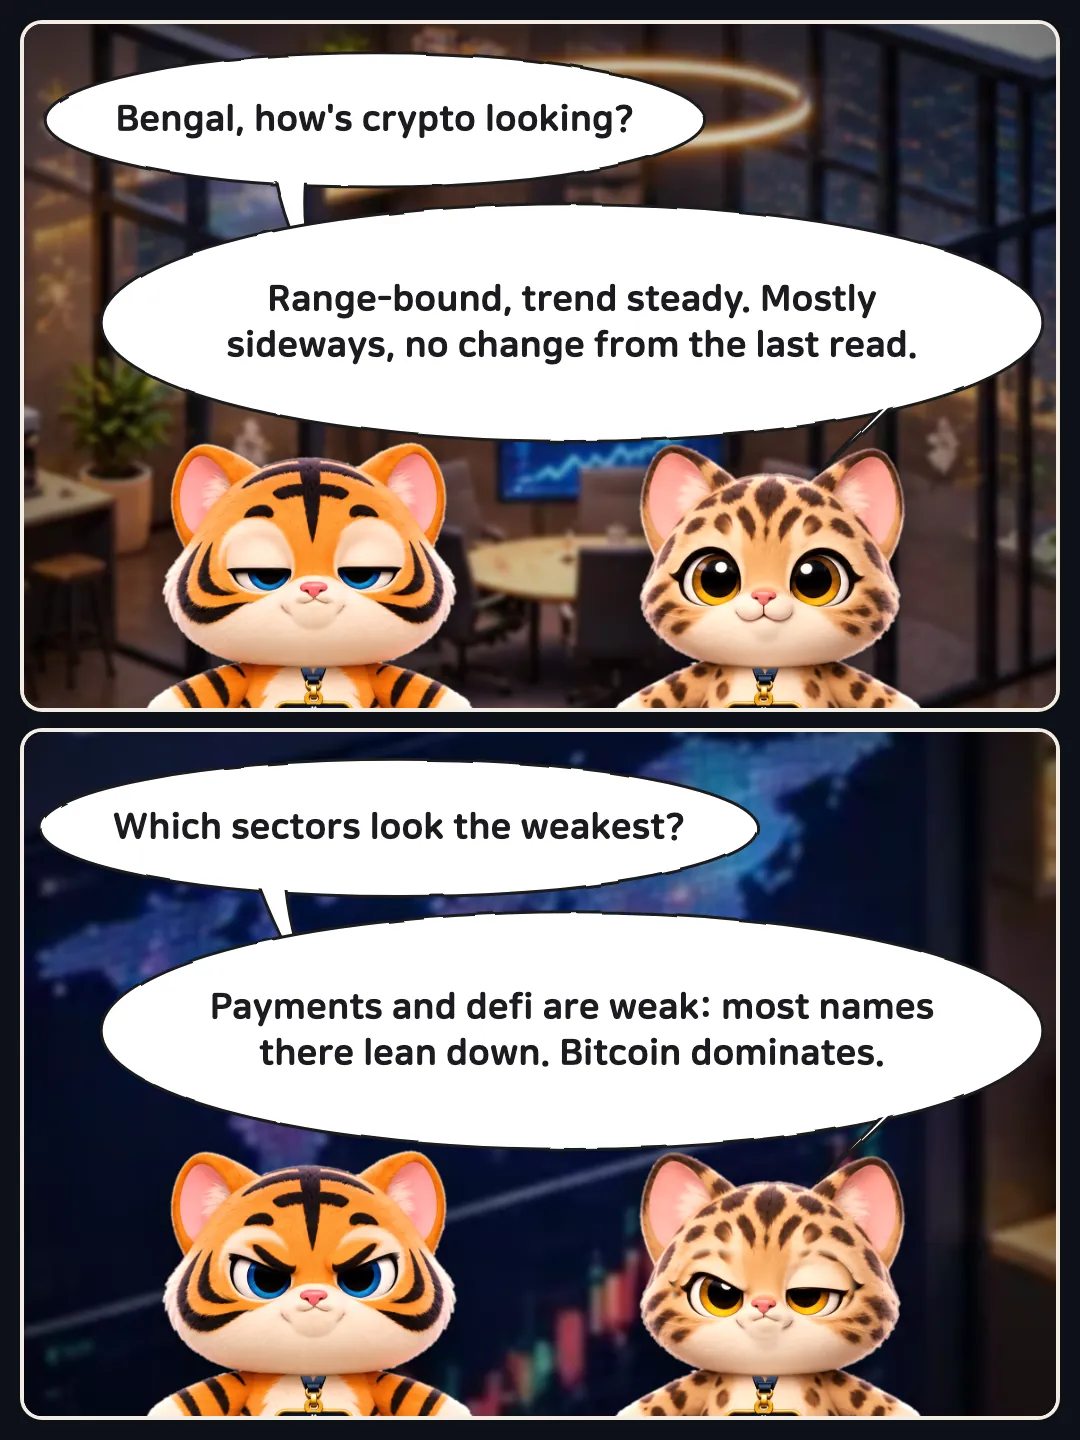 Bengal, how's crypto looking?
Range-bound, trend steady. Mostly
sideways, no change from the last read.
Which sectors look the weakest?
Payments and defi are weak: most names
there lean down. Bitcoin dominates.